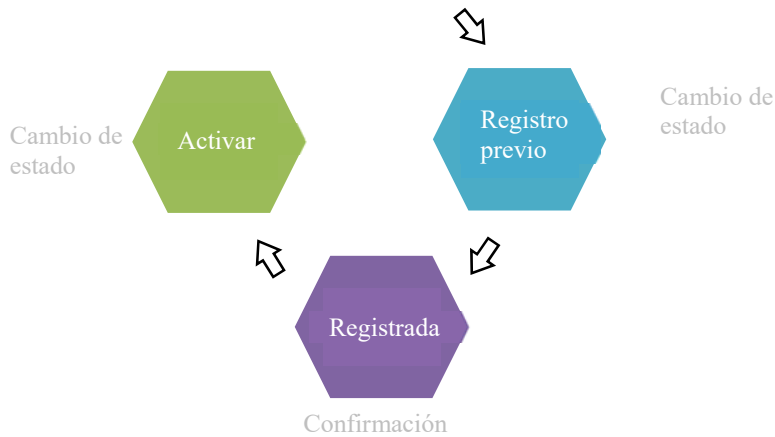 Cambio de
estado
Activar
Registro
previo
Cambio de
estado
Registrada
Confirmación